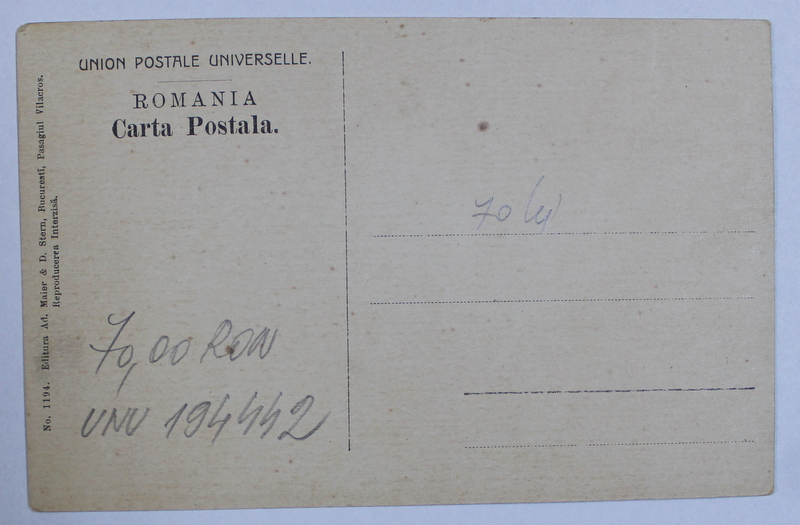 UNION POSTALE UNIVERSELLE.
ROMANIA
Carta Postala.
No. 1194. Editura Ad. Maier & D. Stern, Bucuresti, Pasagiul Vilacros.
Reproducerea Interzisă.
70 lei
70,00 RON
UNU 194442